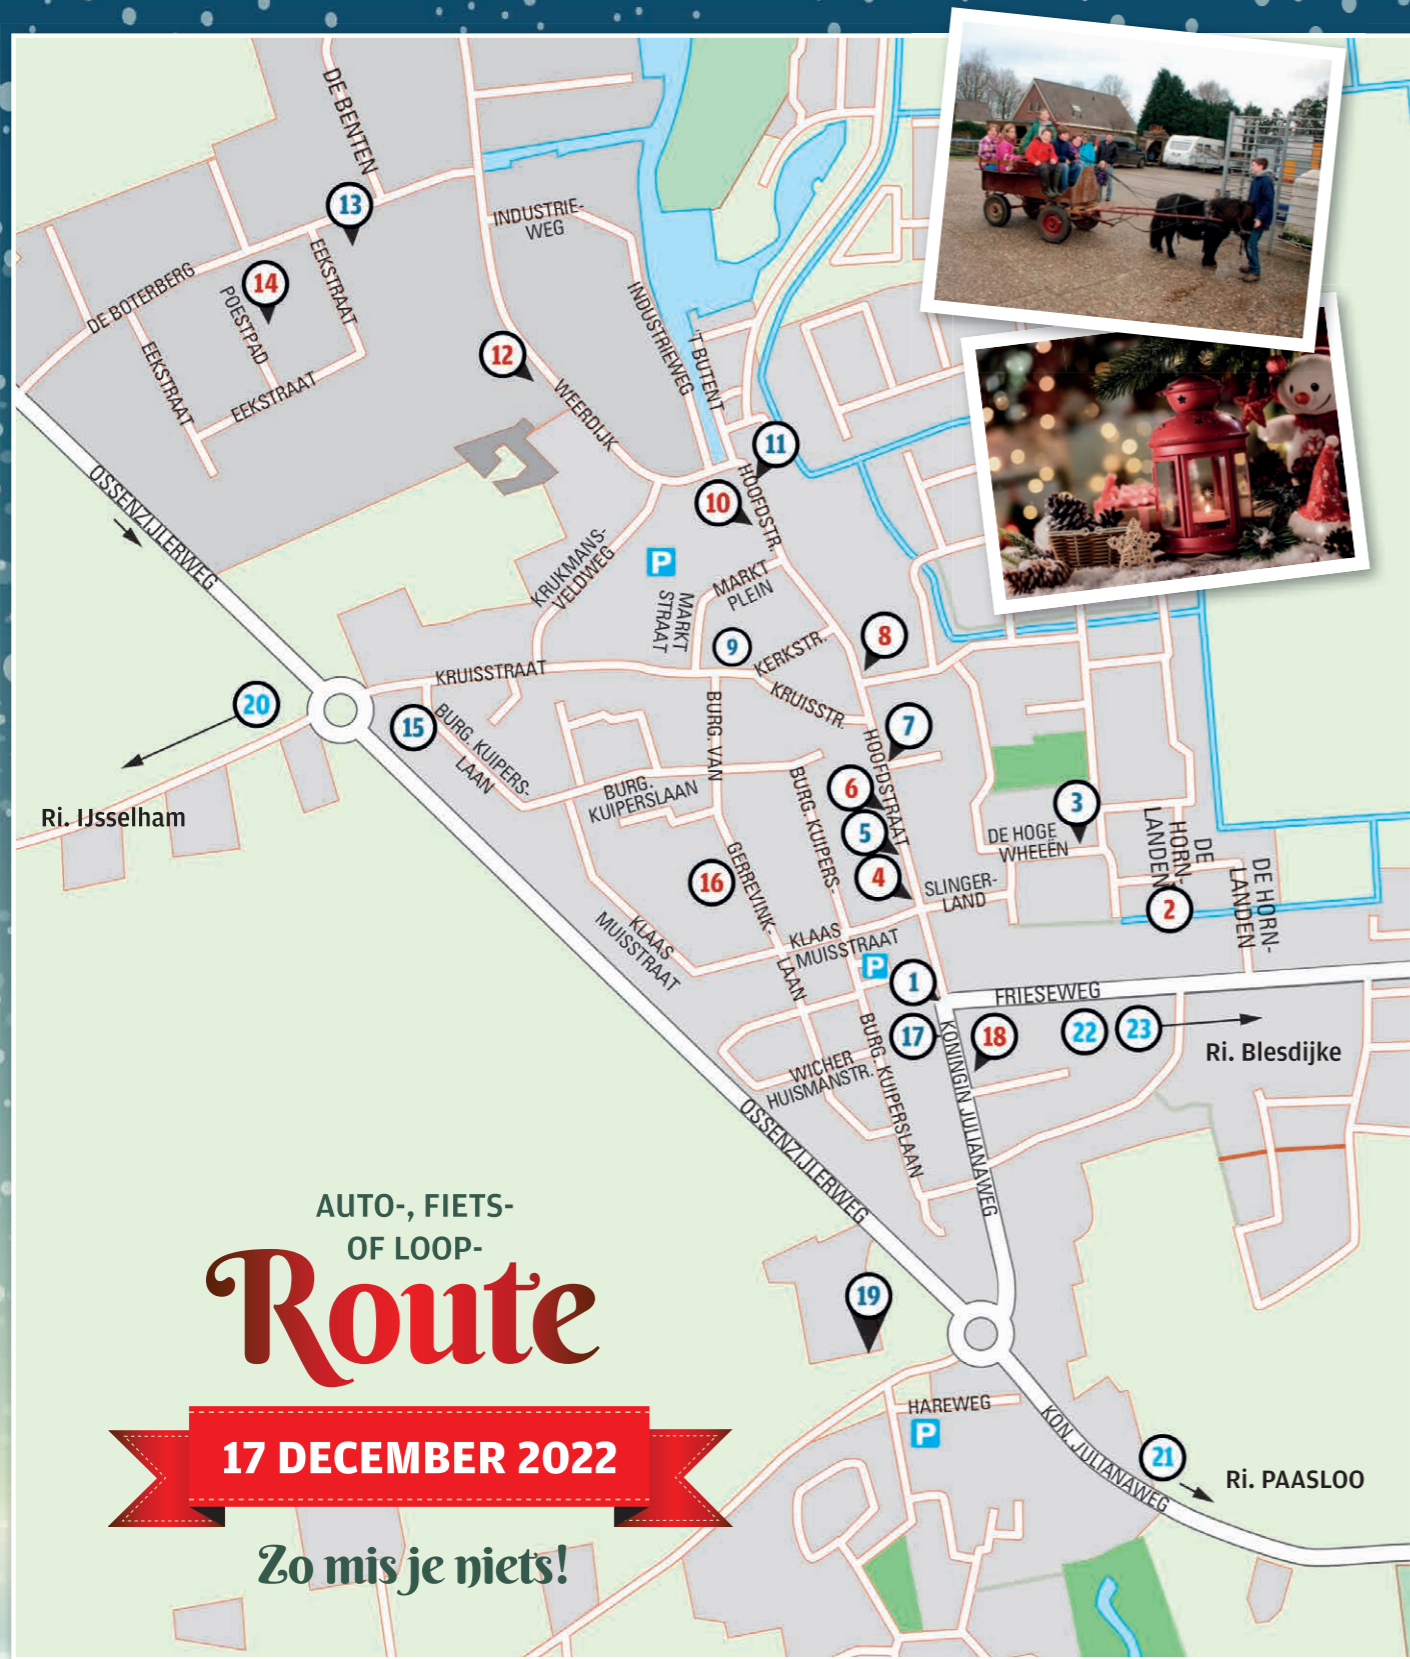 DE BENTEN
13
INDUSTRIE-
WEG
14
DE BOTERBERG
POESTPAD
EEKSTRAAT
EEKSTRAAT
EEKSTRAAT
12
WEERDIJK
INDUSTRIEWEG
'T BUTENT
11
10
HOOFDSTR.
OSSENZIJLERWEG
KRUKMANS-
VELDWEG
P
MARKT
PLEIN
MARKT
STRAAT
9
KERKSTR.
8
KRUISSTRAAT
KRUISSTR.
20
15
BURG. KUIPERS-
LAAN
BURG. VAN
7
HOOFDSTRAAT
Ri. IJsselham
BURG.
KUIPERSLAAN
BURG. KUIPERS-
6
5
4
3
DE HOGE
WHEEËN
DE
HORN-
LANDEN
DE HORN-
LANDEN
2
16
GERREVINK-
LAAN
SLINGER-
LAND
KLAAS
MUISSTRAAT
KLAAS
MUISSTRAAT
P
1
FRIESEWEG
17
18
22
23
Ri. Blesdijke
KONINGIN JULIANAWEG
WICHER
HUISMANSTR.
BURG. KUIPERSLAAN
OSSENZIJLERWEG
19
HAREWEG
P
KON. JULIANAWEG
21
Ri. PAASLOO
AUTO-, FIETS-
OF LOOP-
Route
17 DECEMBER 2022
Zo mis je niets!